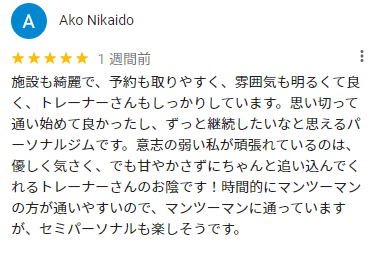 A
Ako Nikaido
1 週間前
施設も綺麗で、予約も取りやすく、雰囲気も明るくて良
く、トレーナーさんもしっかりしています。思い切って
通い始めて良かったし、ずっと継続したいなと思えるパ
ーソナルジムです。意志の弱い私が頑張れているのは、
優しく気さく、でも甘やかさずにちゃんと追い込んでく
れるトレーナーさんのお陰です！時間的にマンツーマン
の方が通いやすいので、マンツーマンに通っています
が、セミパーソナルも楽しそうです。